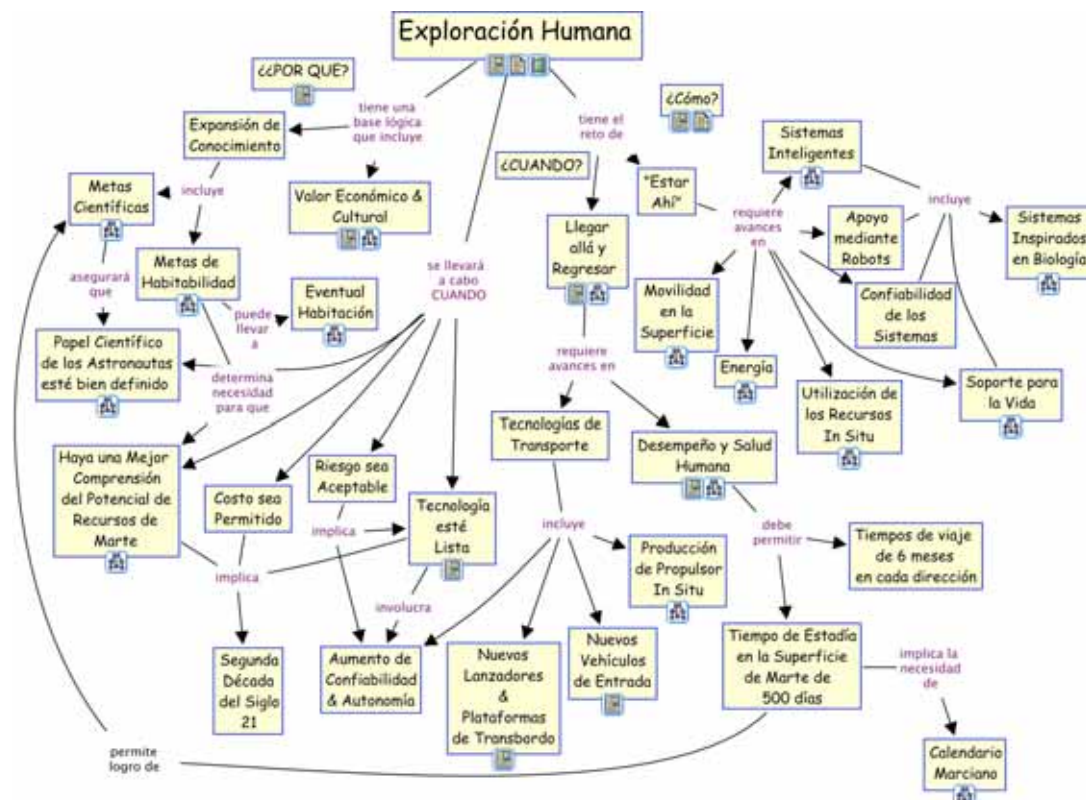 Exploración Humana
¿¿POR QUE?
tiene una
base lógica
que incluye
Expansión de
Conocimiento
incluye
Metas
Científicas
Valor Económico &
Cultural
asegurará
que
Metas de
Habitabilidad
puede
llevar
a
Eventual
Habitación
Papel Científico
de los Astronautas
esté bien definido
determina
necesidad
para que
Haya una Mejor
Comprensión
del Potencial de
Recursos de
Marte
se llevará
a cabo
CUANDO
Costo sea
Permitido
Riesgo sea
Aceptable
Tecnología
esté
Lista
implica
implica
involucra
Segunda
Década
del Siglo
21
Aumento de
Confiabilidad
& Autonomía
¿CUANDO?
tiene el
reto de
¿Cómo?
"Estar
Ahí"
Llegar
allá y
Regresar
requiere
avances en
Tecnologías de
Transporte
Desempeño y Salud
Humana
incluye
Producción
de Propulsor
In Situ
Nuevos
Lanzadores
&
Plataformas
de Transbordo
Nuevos
Vehículos
de Entrada
debe
permitir
Tiempos de viaje
de 6 meses
en cada dirección
Tiempo de Estadía
en la Superficie
de Marte de
500 días
implica la
necesidad
de
Calendario
Marciano
permite
logro de
requiere
avances
en
Sistemas
Inteligentes
incluye
Apoyo
mediante
Robots
Sistemas
Inspirados
en Biología
Confiabilidad
de los
Sistemas
Movilidad
en la
Superficie
Energía
Utilización de
los Recursos
In Situ
Soporte para
la Vida